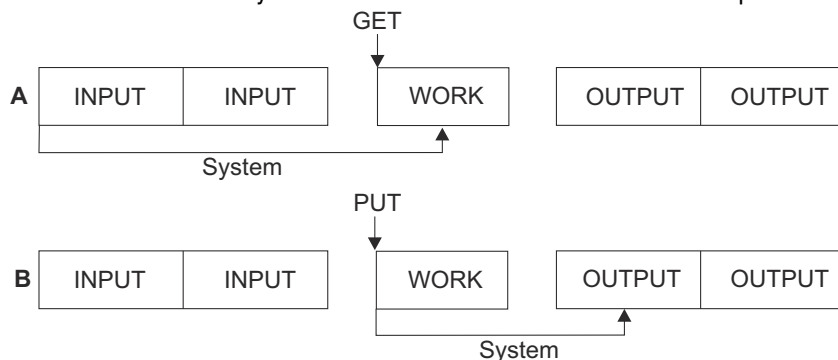 GET
A INPUT INPUT WORK OUTPUT OUTPUT
System
PUT
B INPUT INPUT WORK OUTPUT OUTPUT
System